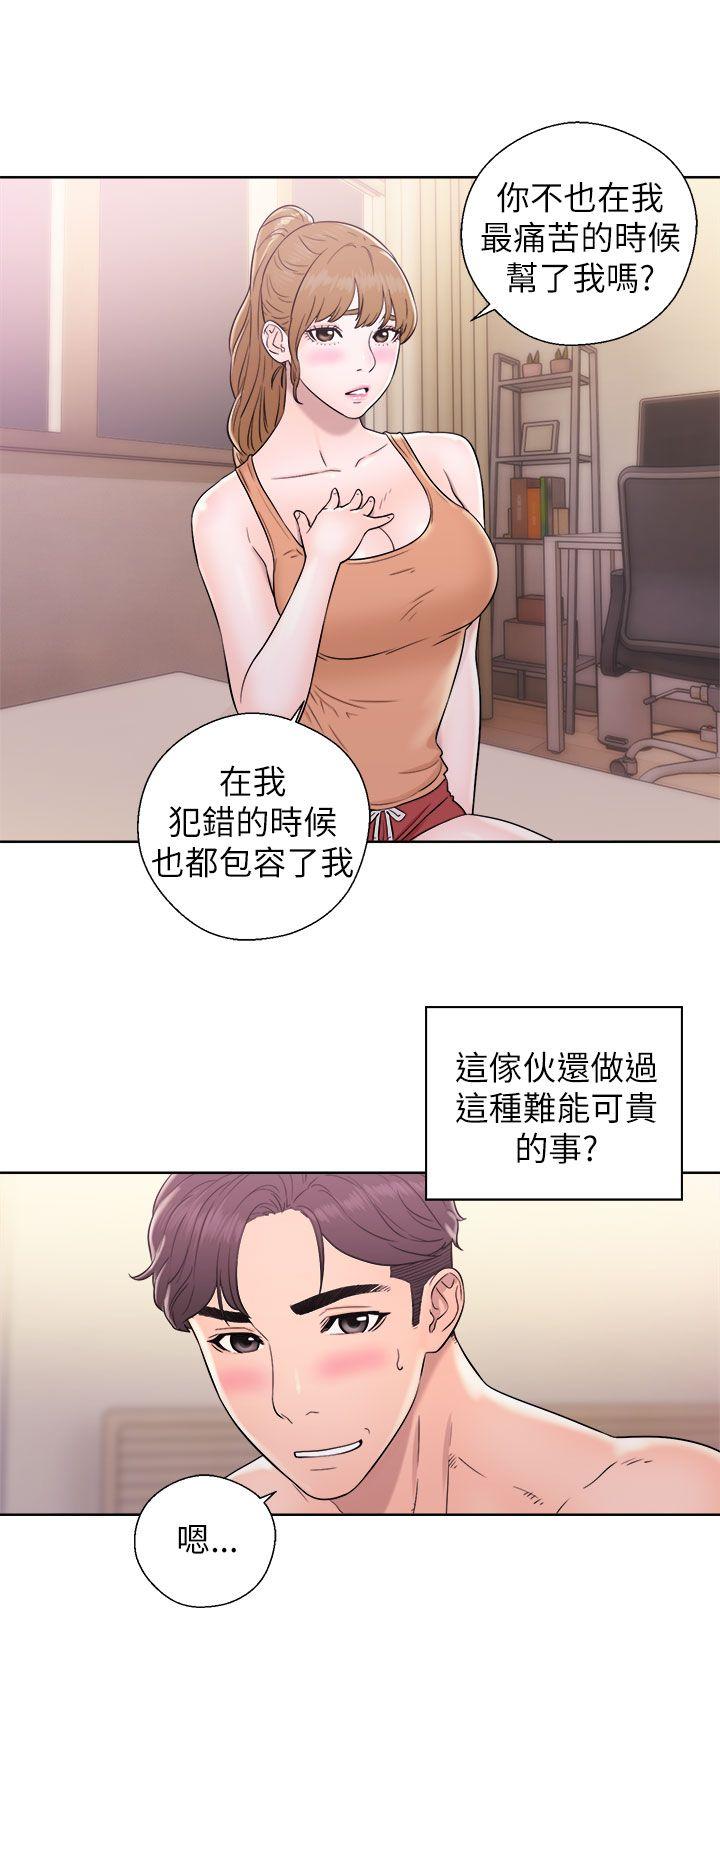 你不也在我
最痛苦的時候
幫了我嗎?
在我
犯錯的時候
也都包容了我
這傢伙還做過
這種難能可貴
的事?
嗯...